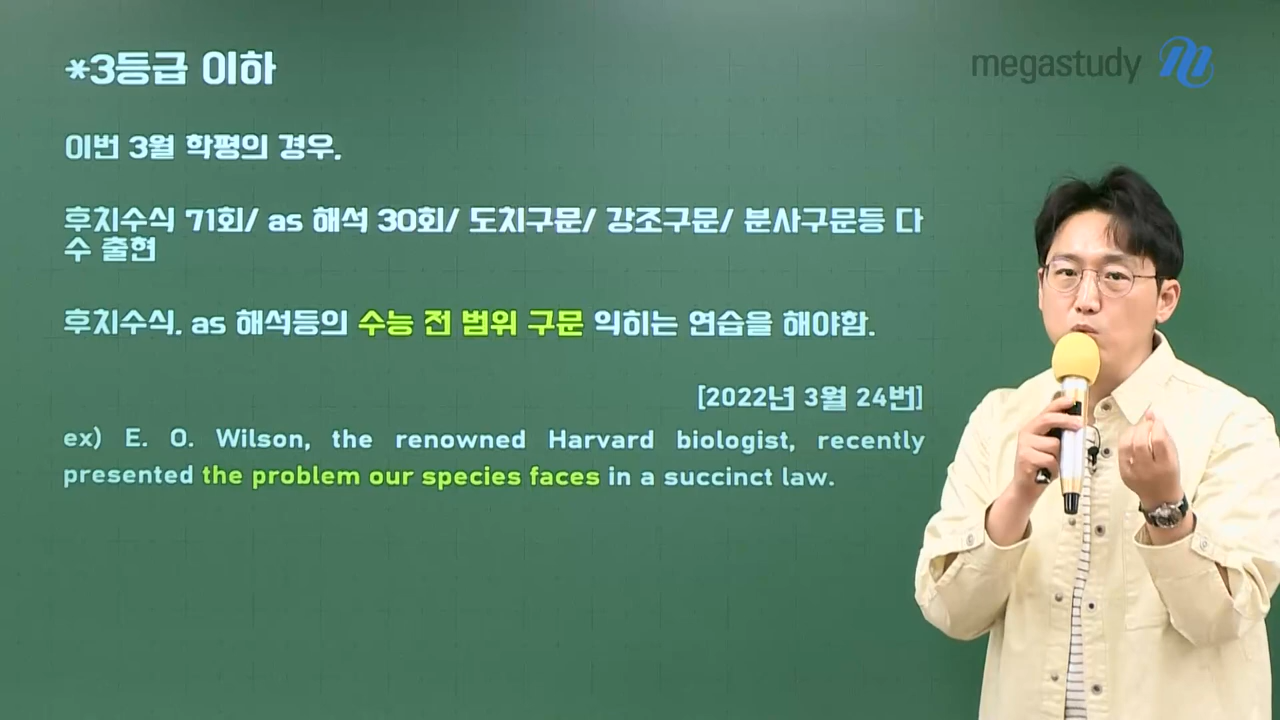 *3등급 이하
megastudy
이번 3월 학평의 경우,
후치수식 71회/ as 해석 30회/ 도치구문/ 강조구문/ 분사구문등 다
수 출현
후치수식, as 해석등의 수능 전 범위 구문 익히는 연습을 해야함.
[2022년 3월 24번]
ex) E. O. Wilson, the renowned Harvard biologist, recently
presented the problem our species faces in a succinct law.